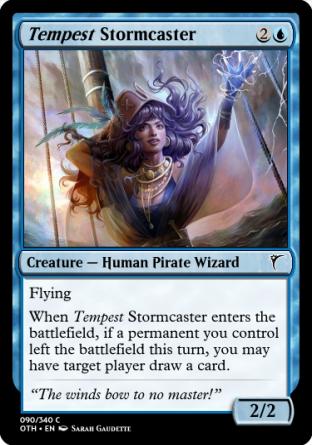 Tempest Stormcaster 2
Creature — Human Pirate Wizard
Flying
When Tempest Stormcaster enters the
battlefield, if a permanent you control
left the battlefield this turn, you may
have target player draw a card.
"The winds bow to no master!"
2/2
090/340 C
OTH • EN Sarah Gaudette